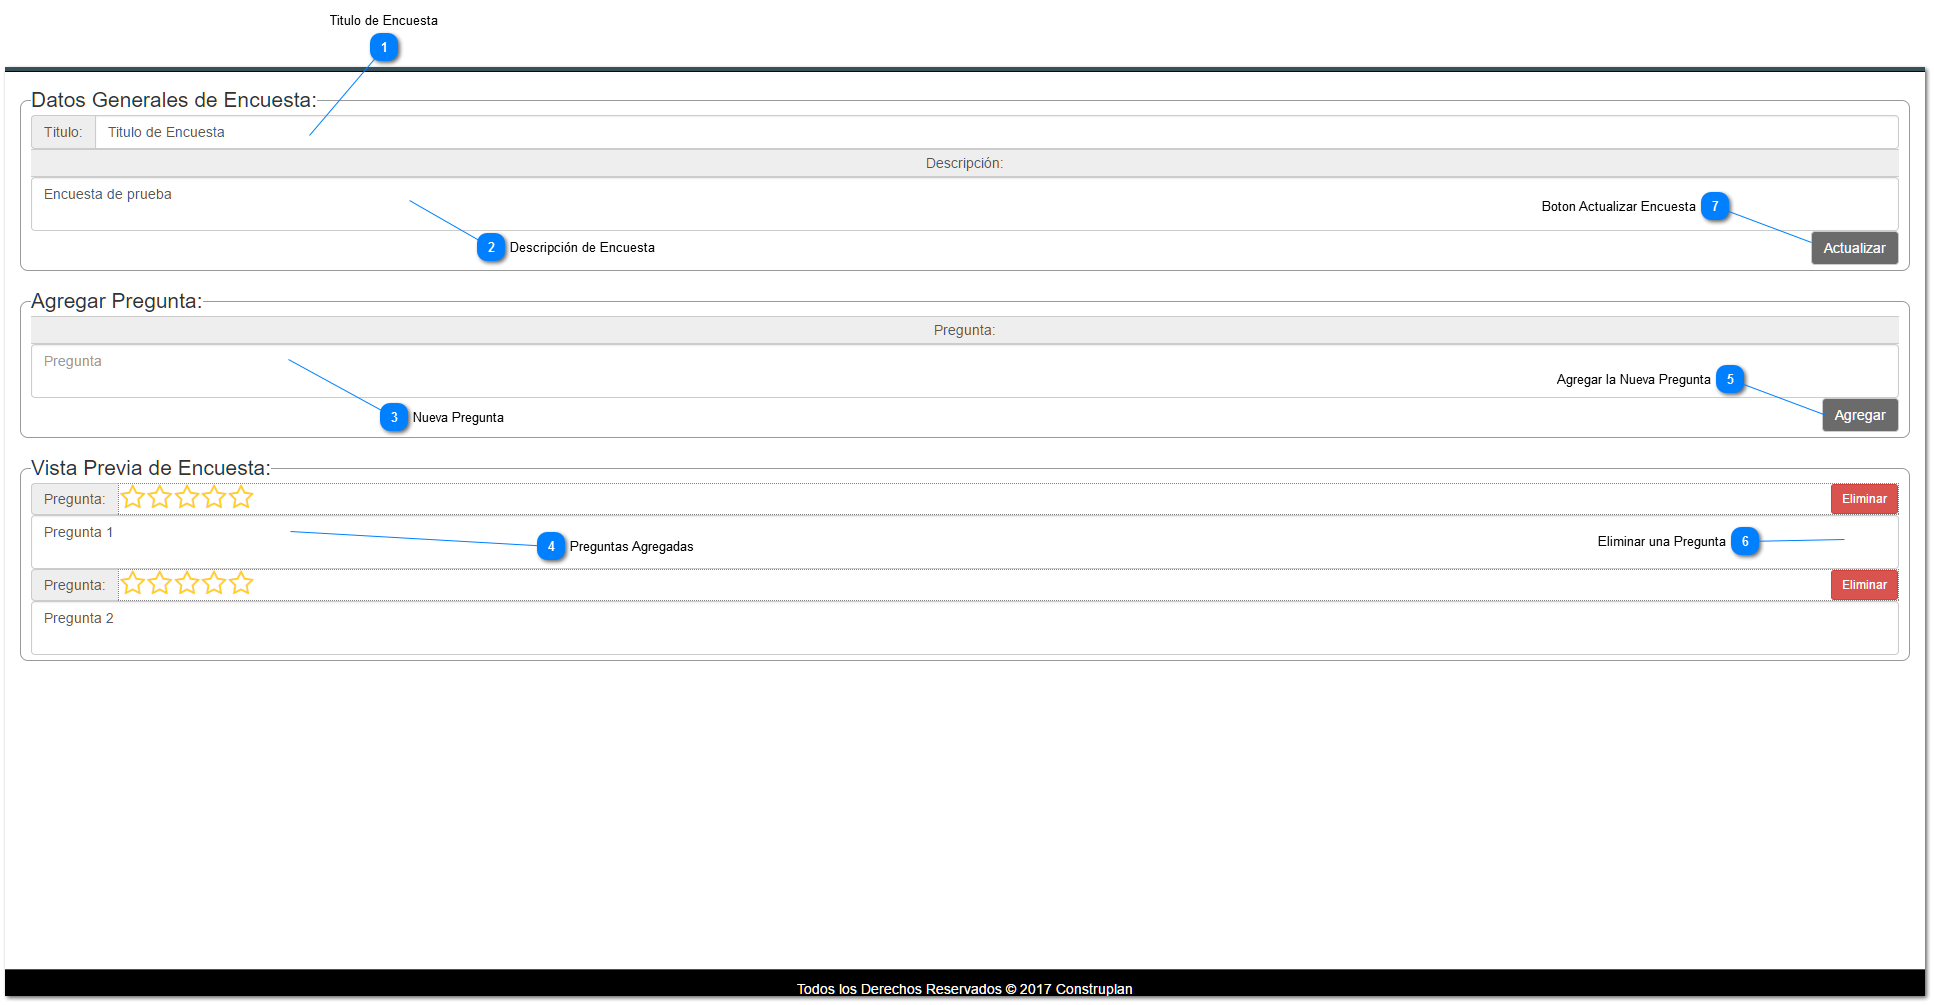 Titulo de Encuesta
1
Datos Generales de Encuesta:
Titulo: Titulo de Encuesta
Descripción:
Encuesta de prueba
Boton Actualizar Encuesta 7
2 Descripción de Encuesta
Actualizar
Agregar Pregunta:
Pregunta:
Pregunta
Agregar la Nueva Pregunta 5
3 Nueva Pregunta
Agregar
Vista Previa de Encuesta:
Pregunta: Eliminar
Pregunta 1
4 Preguntas Agregadas
Eliminar una Pregunta 6
Pregunta: Eliminar
Pregunta 2
Todos los Derechos Reservados © 2017 Construplan